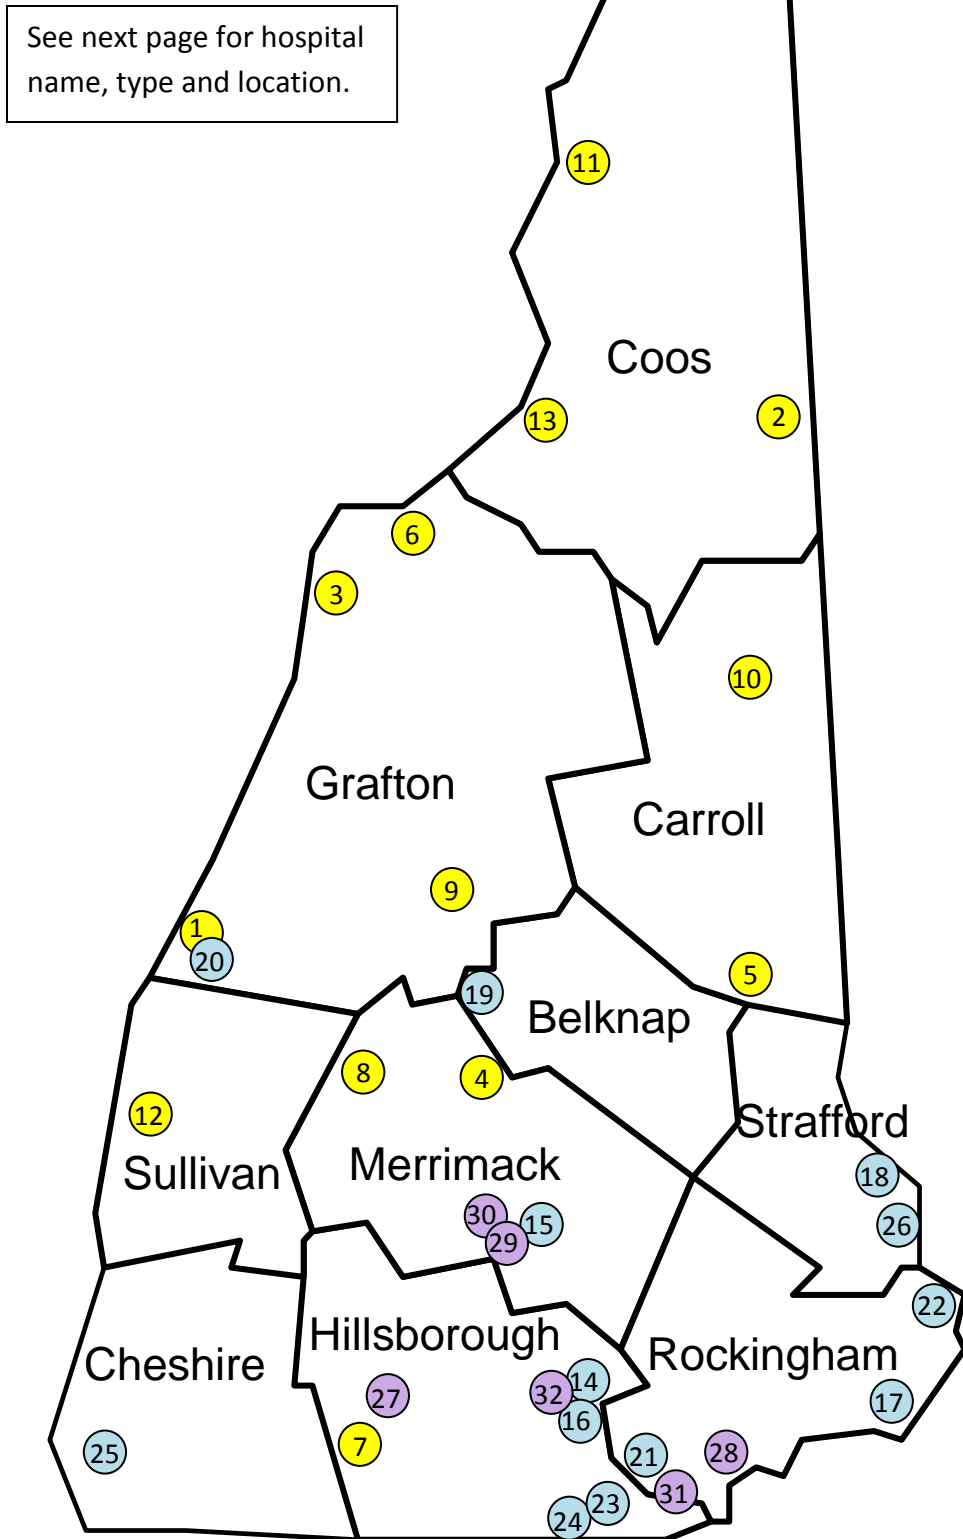 See next page for hospital
name, type and location.
11
Coos
13
2
6
3
10
Grafton
Carroll
9
1
20
5
19
Belknap
8
4
12
Strafford
Sullivan
Merrimack
18
30
15
29
26
22
Hillsborough
Rockingham
Cheshire
14
32
27
17
16
7
25
21
28
31
23
24